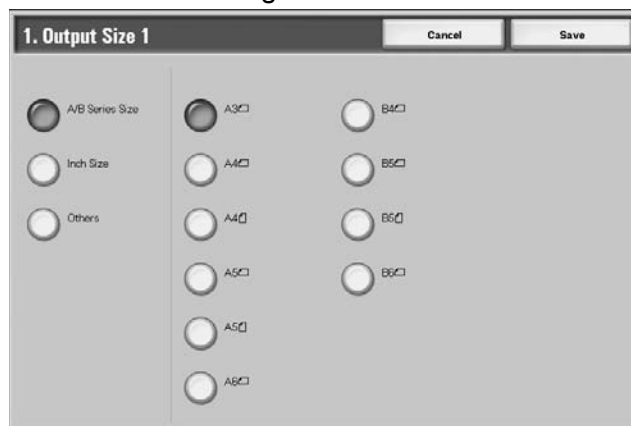 1. Output Size 1
Cancel
Save
A/B Series Size
Inch Size
Others
A3
A4
A4
A5
A5
A6
B4
B5
B5
B6